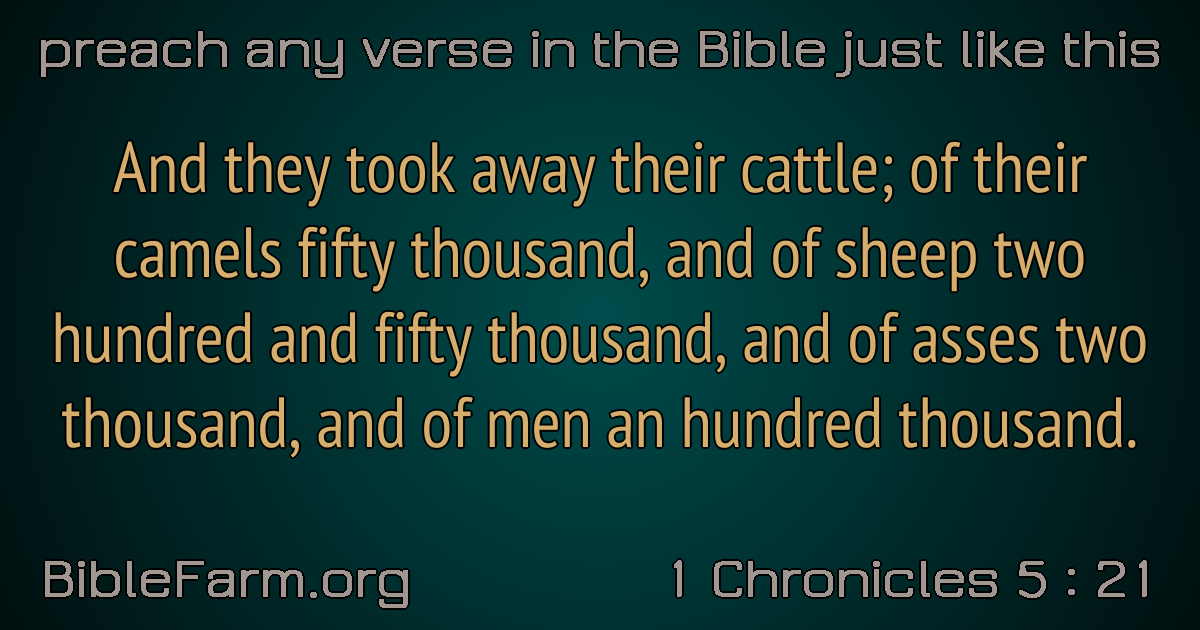 preach any verse in the Bible just like this
And they took away their cattle; of their
camels fifty thousand, and of sheep two
hundred and fifty thousand, and of asses two
thousand, and of men an hundred thousand.
BibleFarm.org
1 Chronicles 5 : 21